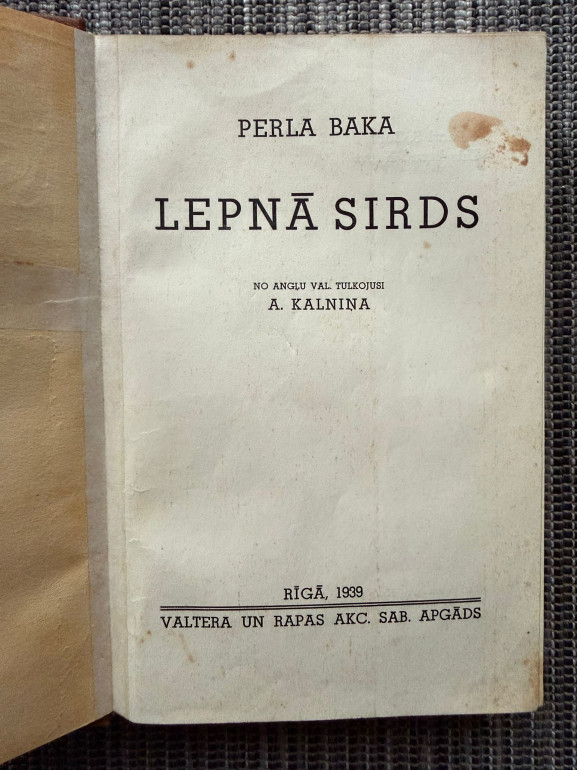 PERLA BAKA
LEPNĀ SIRDS
NO ANGĻU VAL. TULKOJUSI
A. KALNIŅA
RĪGĀ, 1939
VALTERA UN RAPAS AKC. SAB. APGĀDS